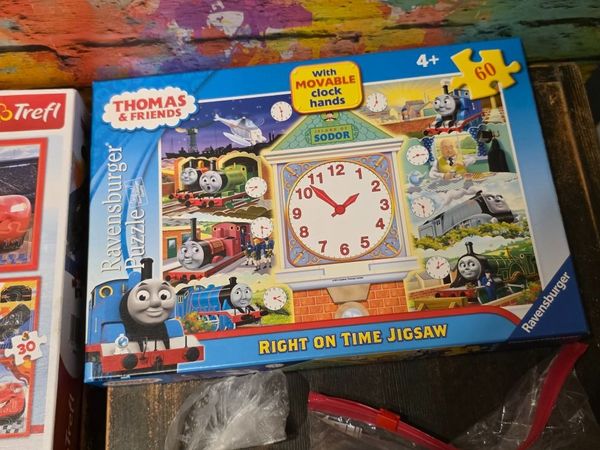 Trefl
30
Trefl
THOMAS
& FRIENDS
Ravensburger
Puzzle
With
MOVABLE
clock
hands
4+
60
SODOR
12
1
2
3
4
5
6
7
8
9
10
11
RIGHT ON TIME JIGSAW
Ravensburger